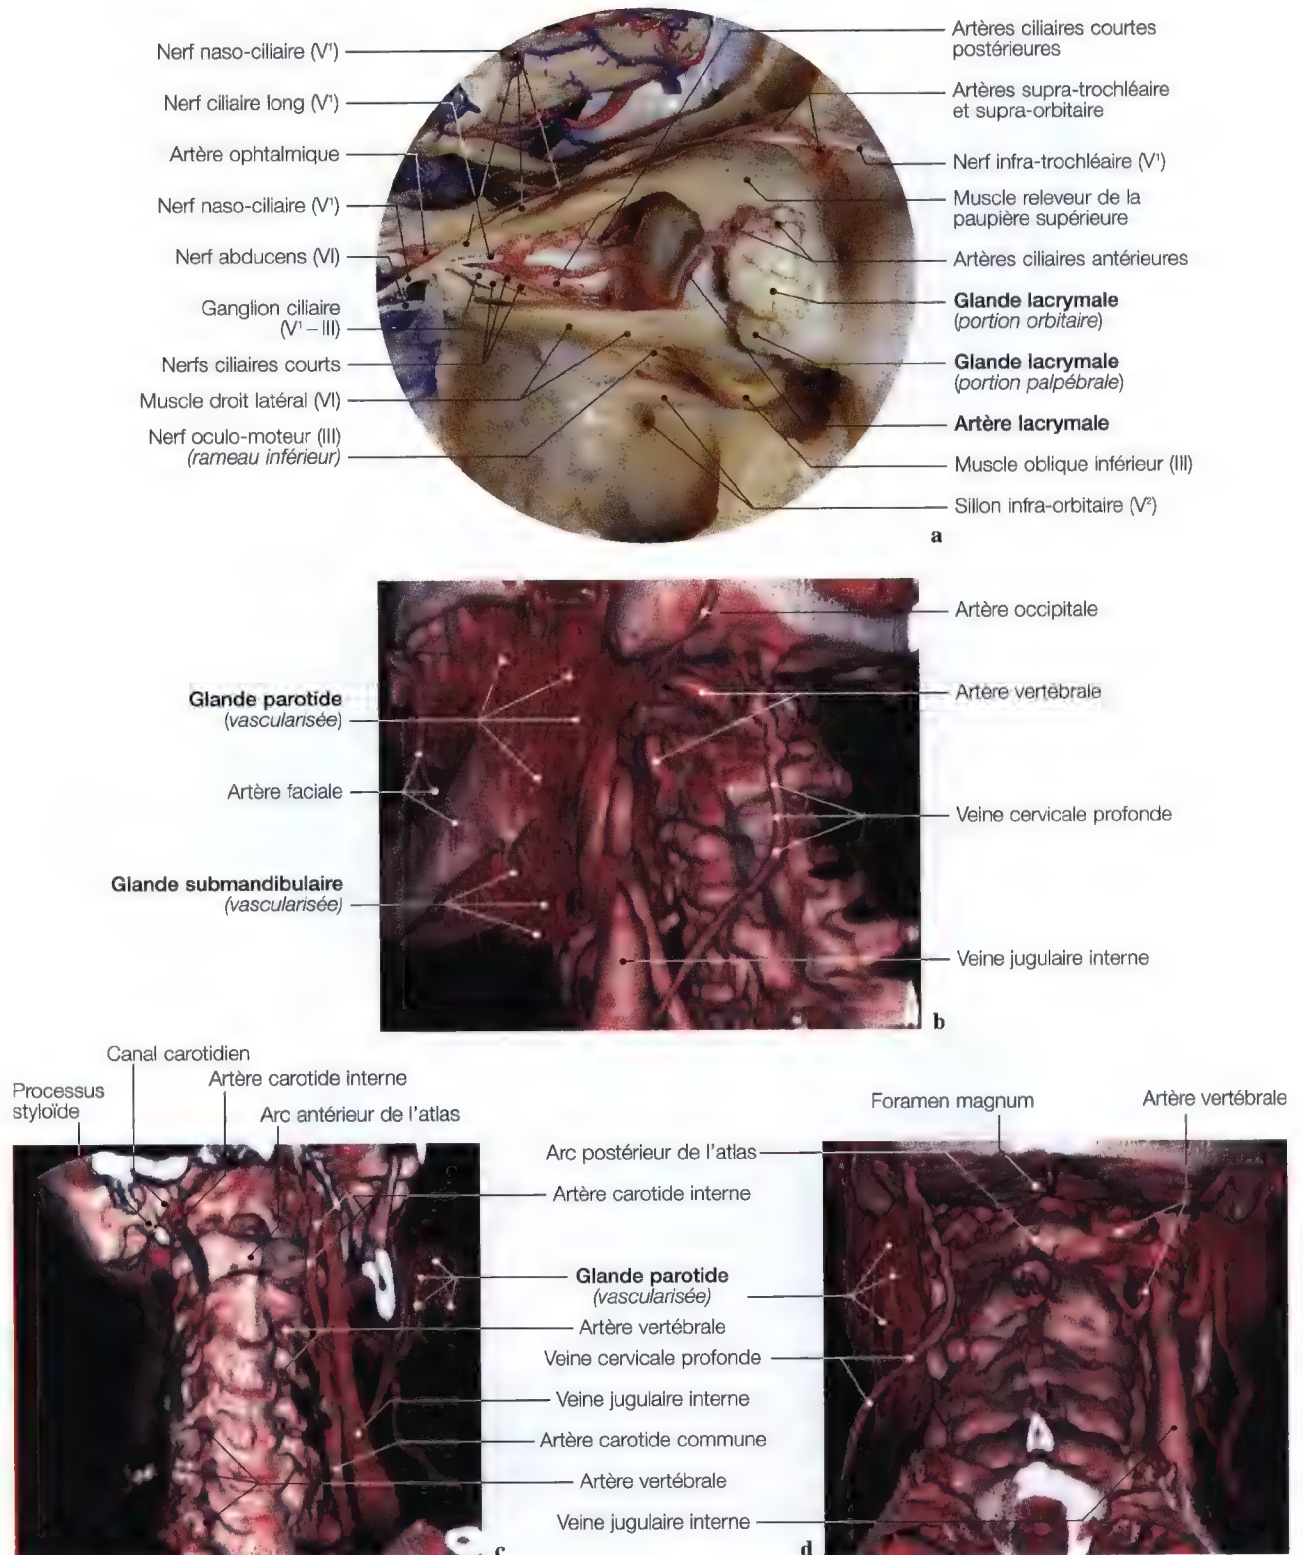 Nerf naso-ciliaire (V¹)
Nerf ciliaire long (V¹)
Artère ophtalmique
Nerf naso-ciliaire (V¹)
Nerf abducens (VI)
Ganglion ciliaire
(V¹ – III)
Nerfs ciliaires courts
Muscle droit latéral (VI)
Nerf oculo-moteur (III)
(rameau inférieur)
Artères ciliaires courtes
postérieures
Artères supra-trochléaire
et supra-orbitaire
Nerf infra-trochléaire (V¹)
Muscle releveur de la
paupière supérieure
Artères ciliaires antérieures
Glande lacrymale
(portion orbitaire)
Glande lacrymale
(portion palpébrale)
Artère lacrymale
Muscle oblique inférieur (III)
Sillon infra-orbitaire (V²)
a
Glande parotide
(vascularisée)
Artère faciale
Glande submandibulaire
(vascularisée)
Artère occipitale
Artère vertébrale
Veine cervicale profonde
Veine jugulaire interne
b
Canal carotidien
Processus
styloïde
Artère carotide interne
Arc antérieur de l'atlas
Foramen magnum
Artère vertébrale
Arc postérieur de l'atlas
Artère carotide interne
Glande parotide
(vascularisée)
Artère vertébrale
Veine cervicale profonde
Veine jugulaire interne
Artère carotide commune
Artère vertébrale
Veine jugulaire interne
c
d